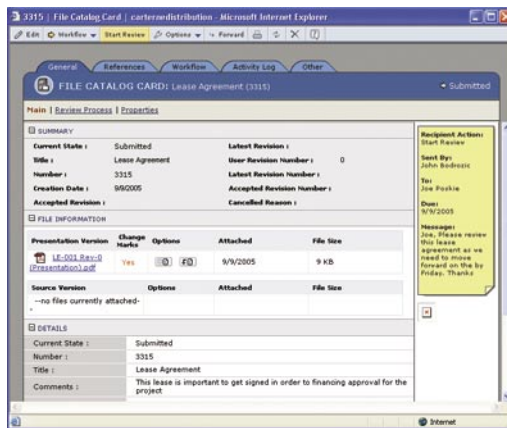 3315 | File Catalog Card | carternedistribution - Microsoft Internet Explorer
Edit Workflow Start Review Options Forward
General References Workflow Activity Log Other
FILE CATALOG CARD: Lease Agreement (3315) Submitted
Main | Review Process | Properties
SUMMARY
Current State : Submitted Latest Revision :
Title : Lease Agreement User Revision Number : 0
Number : 3315 Latest Revision Number :
Creation Date : 9/9/2005 Accepted Revision Number :
Accepted Revision : Cancelled Reason :
FILE INFORMATION
Presentation Version Change Marks Options Attached File Size
LE-001 Rev-0 (Presentation).pdf Yes 9/9/2005 9 KB
Source Version Options Attached File Size
--no files currently attached--
DETAILS
Current State : Submitted
Number : 3315
Title : Lease Agreement
Comments : This lease is important to get signed in order to financing approval for the
project
Recipient Action:
Start Review
Sent By:
John Bodrozic
To:
Joe Poskie
Due:
9/9/2005
Message:
Joe, Please review
this lease
agreement as we
need to move
forward on the by
Friday. Thanks
Internet